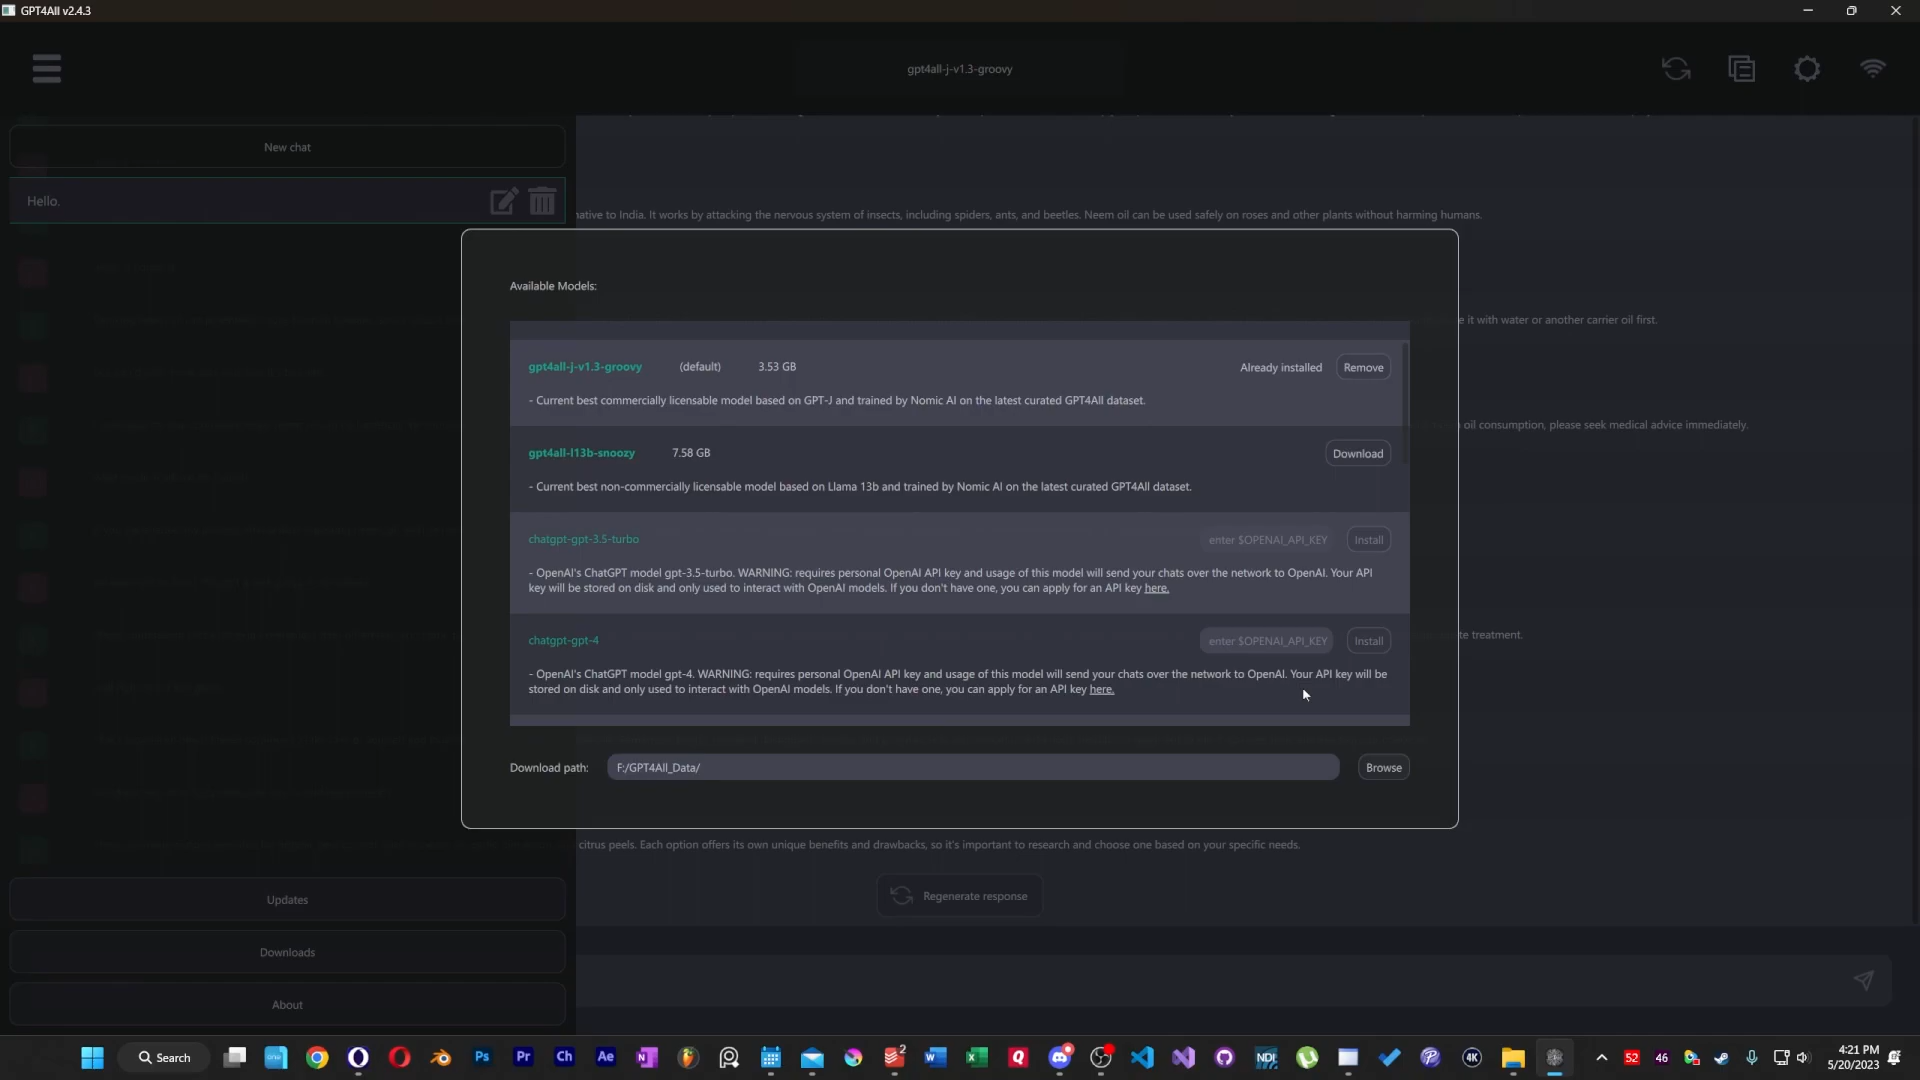 GPT4All v2.4.3
gpt4all-j-v1.3-groovy
New chat
Hello.
native to India. It works by attacking the nervous system of insects, including spiders, ants, and beetles. Neem oil can be used safely on roses and other plants without harming humans.
Available Models:
it with water or another carrier oil first.
gpt4all-j-v1.3-groovy (default) 3.53 GB Already installed Remove
- Current best commercially licensable model based on GPT-J and trained by Nomic AI on the latest curated GPT4All dataset.
oil consumption, please seek medical advice immediately.
gpt4all-l13b-snoozy 7.58 GB Download
- Current best non-commercially licensable model based on Llama 13b and trained by Nomic AI on the latest curated GPT4All dataset.
chatgpt-gpt-3.5-turbo enter $OPENAI_API_KEY Install
- OpenAI's ChatGPT model gpt-3.5-turbo. WARNING: requires personal OpenAI API key and usage of this model will send your chats over the network to OpenAI. Your API
key will be stored on disk and only used to interact with OpenAI models. If you don't have one, you can apply for an API key here.
chatgpt-gpt-4 enter $OPENAI_API_KEY Install
te treatment.
- OpenAI's ChatGPT model gpt-4. WARNING: requires personal OpenAI API key and usage of this model will send your chats over the network to OpenAI. Your API key will be
stored on disk and only used to interact with OpenAI models. If you don't have one, you can apply for an API key here.
Download path: F:/GPT4All_Data/ Browse
citrus peels. Each option offers its own unique benefits and drawbacks, so it's important to research and choose one based on your specific needs.
Regenerate response
Updates
Downloads
About
Search
one
Ps
Pr
Ch
Ae
N
2
W
X
Q
NDI
4K
52
46
4:21 PM
5/20/2023